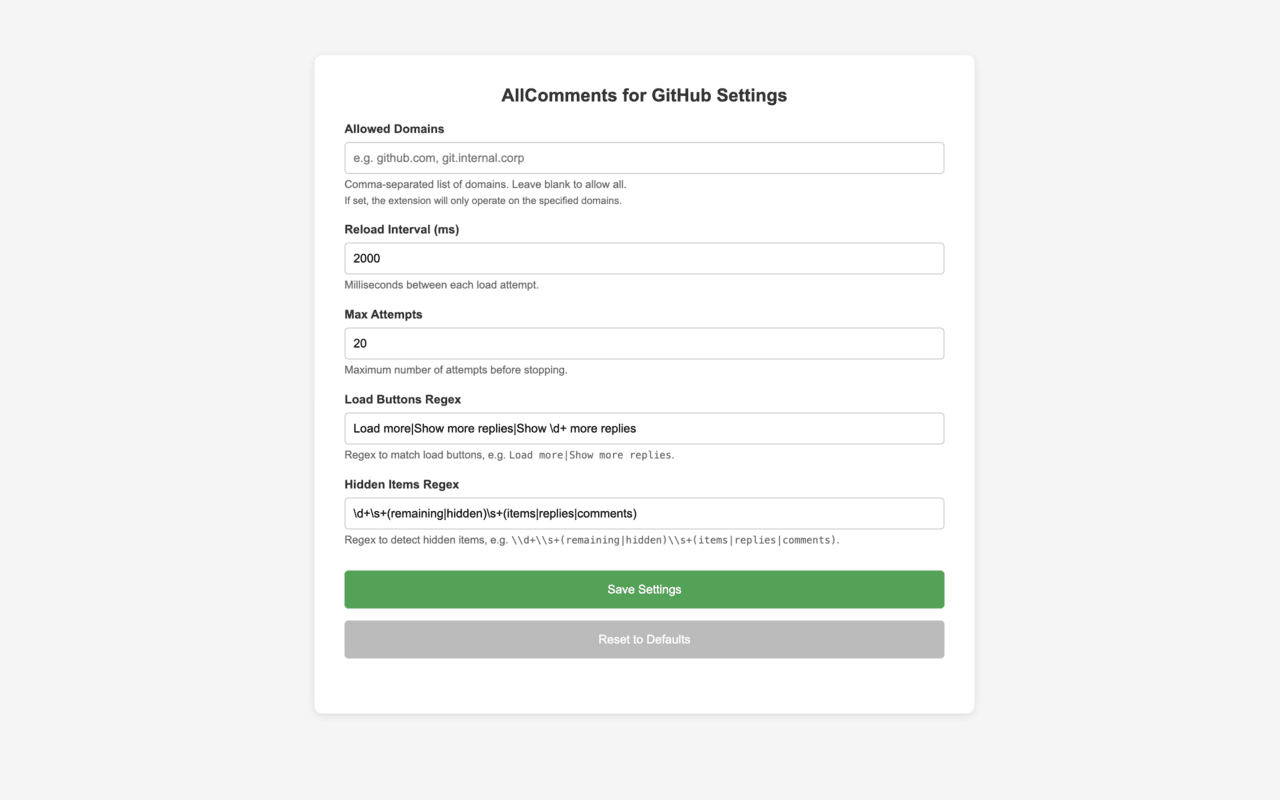 AllComments for GitHub Settings
Allowed Domains
e.g. github.com, git.internal.corp
Comma-separated list of domains. Leave blank to allow all.
If set, the extension will only operate on the specified domains.
Reload Interval (ms)
2000
Milliseconds between each load attempt.
Max Attempts
20
Maximum number of attempts before stopping.
Load Buttons Regex
Load more|Show more replies|Show \d+ more replies
Regex to match load buttons, e.g. Load more|Show more replies.
Hidden Items Regex
\d+\s+(remaining|hidden)\s+(items|replies|comments)
Regex to detect hidden items, e.g. \\d+\\s+(remaining|hidden)\\s+(items|replies|comments).
Save Settings
Reset to Defaults